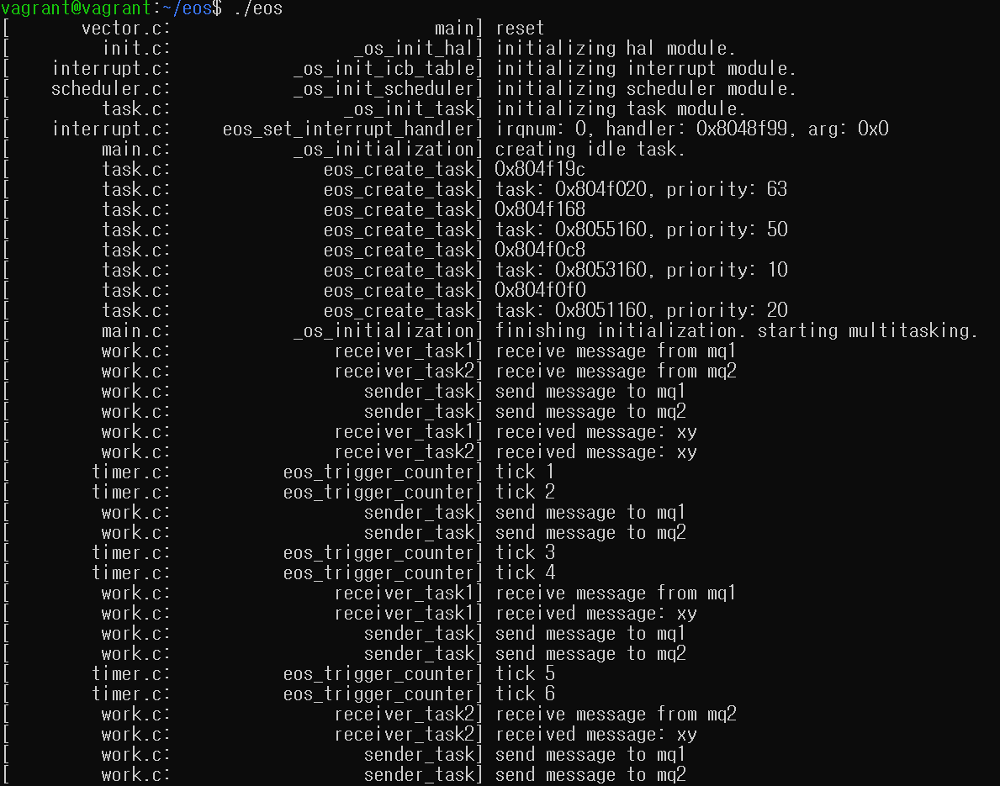 vagrant@vagrant:~/eos$ ./eos
[        vector.c:                          main] reset
[          init.c:                  _os_init_hal] initializing hal module.
[     interrupt.c:            _os_init_icb_table] initializing interrupt module.
[     scheduler.c:            _os_init_scheduler] initializing scheduler module.
[          task.c:                 _os_init_task] initializing task module.
[     interrupt.c:     eos_set_interrupt_handler] irqnum: 0, handler: 0x8048f99, arg: 0x0
[          main.c:            _os_initialization] creating idle task.
[          task.c:               eos_create_task] 0x804f19c
[          task.c:               eos_create_task] task: 0x804f020, priority: 63
[          task.c:               eos_create_task] 0x804f168
[          task.c:               eos_create_task] task: 0x8055160, priority: 50
[          task.c:               eos_create_task] 0x804f0c8
[          task.c:               eos_create_task] task: 0x8053160, priority: 10
[          task.c:               eos_create_task] 0x804f0f0
[          task.c:               eos_create_task] task: 0x8051160, priority: 20
[          main.c:            _os_initialization] finishing initialization. starting multitasking.
[          work.c:                receiver_task1] receive message from mq1
[          work.c:                receiver_task2] receive message from mq2
[          work.c:                   sender_task] send message to mq1
[          work.c:                   sender_task] send message to mq2
[          work.c:                receiver_task1] received message: xy
[          work.c:                receiver_task2] received message: xy
[         timer.c:           eos_trigger_counter] tick 1
[         timer.c:           eos_trigger_counter] tick 2
[          work.c:                   sender_task] send message to mq1
[          work.c:                   sender_task] send message to mq2
[         timer.c:           eos_trigger_counter] tick 3
[         timer.c:           eos_trigger_counter] tick 4
[          work.c:                receiver_task1] receive message from mq1
[          work.c:                receiver_task1] received message: xy
[          work.c:                   sender_task] send message to mq1
[          work.c:                   sender_task] send message to mq2
[         timer.c:           eos_trigger_counter] tick 5
[         timer.c:           eos_trigger_counter] tick 6
[          work.c:                receiver_task2] receive message from mq2
[          work.c:                receiver_task2] received message: xy
[          work.c:                   sender_task] send message to mq1
[          work.c:                   sender_task] send message to mq2